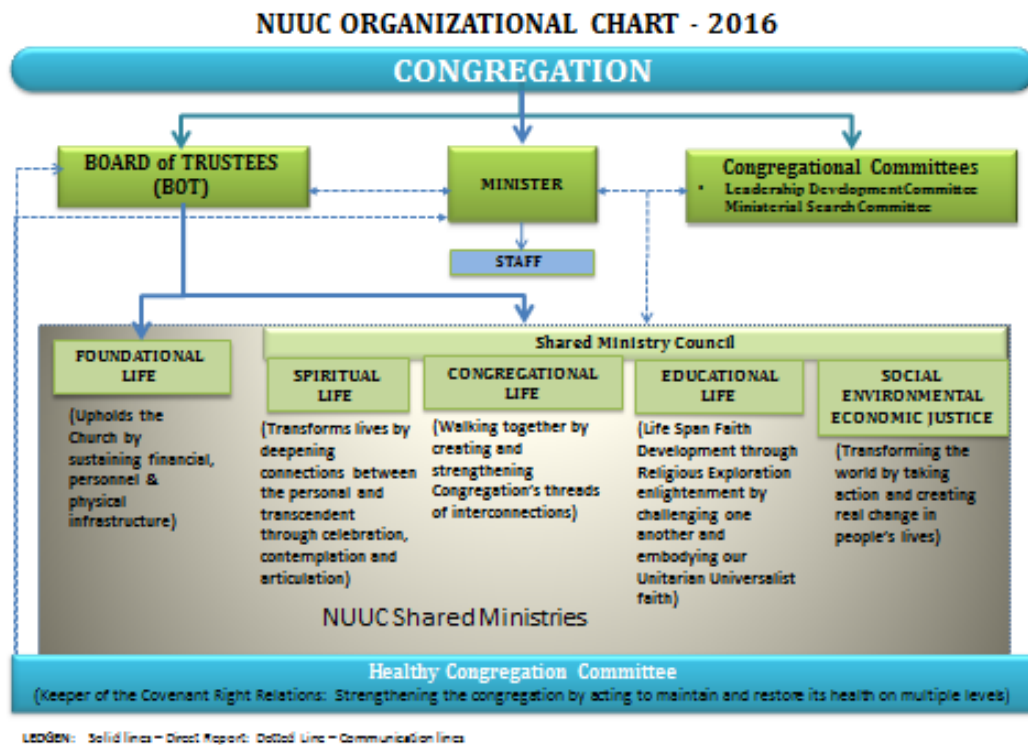 NUUC ORGANIZATIONAL CHART - 2016
CONGREGATION
BOARD of TRUSTEES
(BOT)
MINISTER
Congregational Committees
• Leadership Development Committee
Ministerial Search Committee
STAFF
Shared Ministry Council
FOUNDATIONAL
LIFE
(Upholds the
Church by
sustaining financial,
personnel &
physical
infrastructure)
SPIRITUAL
LIFE
(Transforms lives by
deepening
connections between
the personal and
transcendent
through celebration,
contemplation and
articulation)
CONGREGATIONAL
LIFE
(Walking together by
creating and
strengthening
Congregation's threads
of interconnections)
EDUCATIONAL
LIFE
(Life Span Faith
Development through
Religious Exploration
enlightenment by
challenging one
another and
embodying our
Unitarian Universalist
faith)
SOCIAL
ENVIRONMENTAL
ECONOMIC JUSTICE
(Transforming the
world by taking
action and creating
real change in
people's lives)
NUUC Shared Ministries
Healthy Congregation Committee
(Keeper of the Covenant Right Relations: Strengthening the congregation by acting to maintain and restore its health on multiple levels)
LEDGEN: Solid lines – Direct Report: Dotted Line – Communication lines